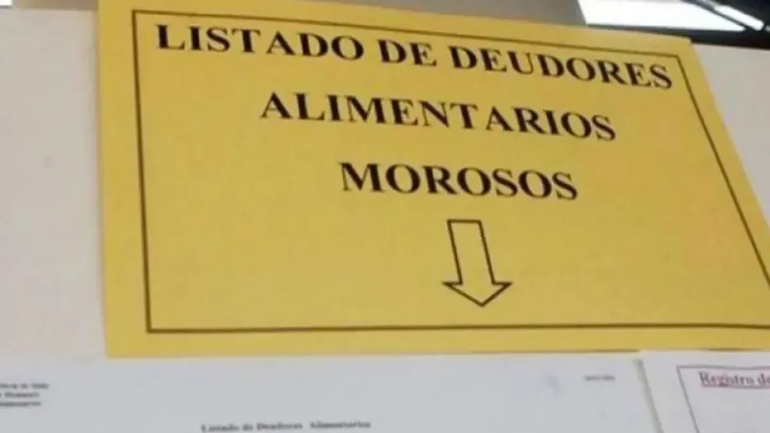 LISTADO DE DEUDORES
ALIMENTARIOS
MOROSOS
Registro de
Listado de Deudores Alimentarios